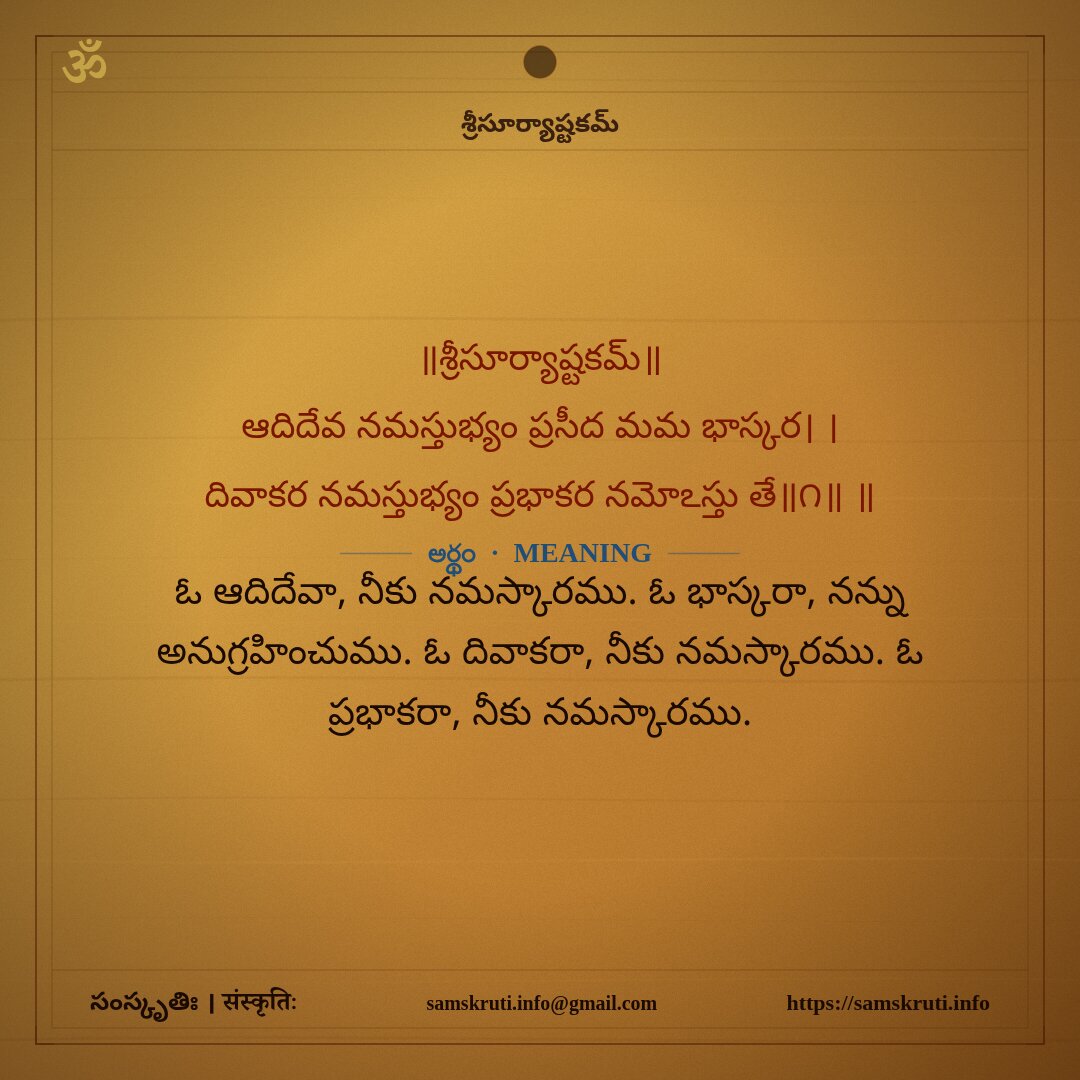 ॐ
శ్రీసూర్యాష్టకమ్
॥శ్రీసూర్యాష్టకమ్॥
ఆదిదేవ నమస్తుభ్యం ప్రసీద మమ భాస్కర। ।
దివాకర నమస్తుభ్యం ప్రభాకర నమోఽస్తు తే॥౧॥ ॥
అర్థం · MEANING
ఓ ఆదిదేవా, నీకు నమస్కారము. ఓ భాస్కరా, నన్ను
అనుగ్రహించుము. ఓ దివాకరా, నీకు నమస్కారము. ఓ
ప్రభాకరా, నీకు నమస్కారము.
సంస్కృతిః | संस्कृतिः samskruti.info@gmail.com https://samskruti.info